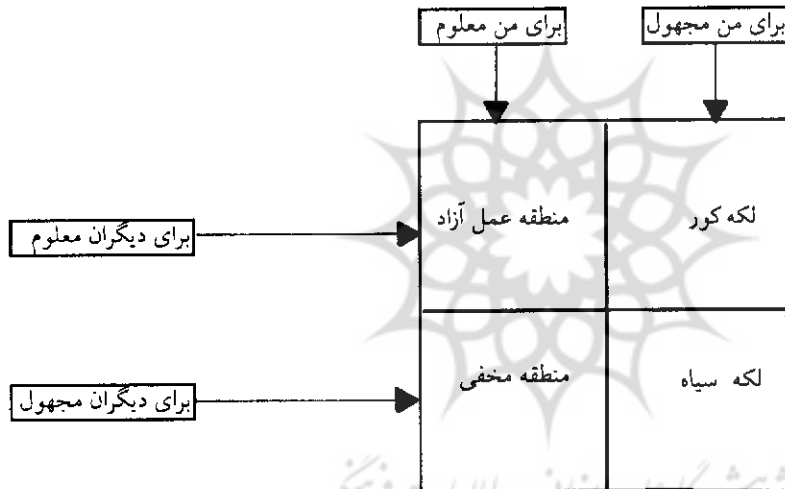 برای من مجهول
برای من معلوم
لکه کور
منطقه عمل آزاد
برای دیگران معلوم
لکه سیاه
منطقه مخفی
برای دیگران مجهول